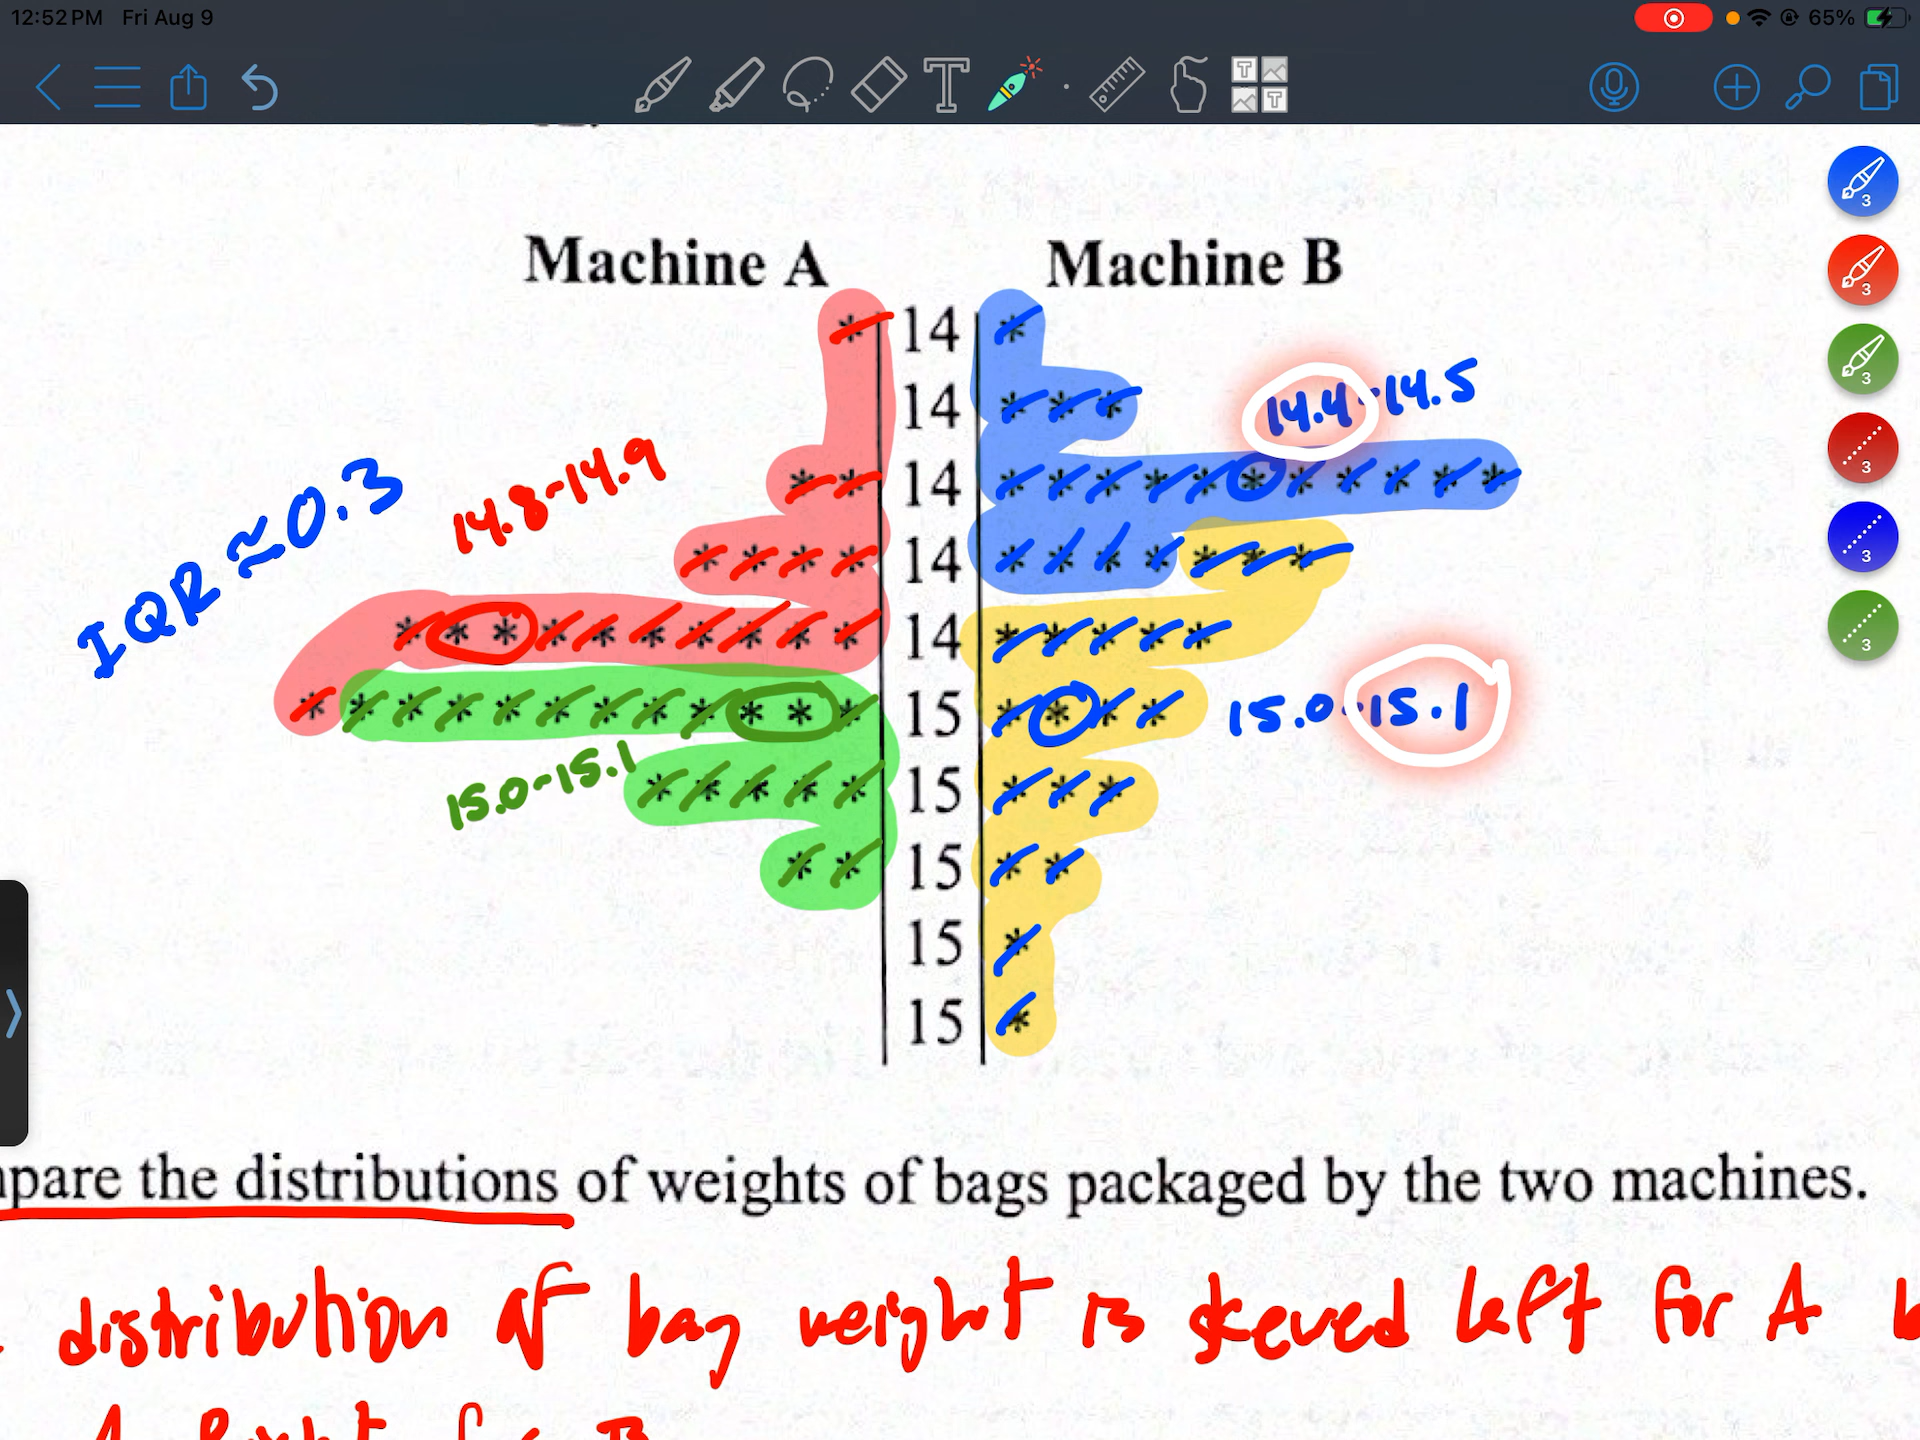 12:52 PM Fri Aug 9 65%
Machine A Machine B
* 14 *
14 * * *
14.4-14.5
* * 14 * * * * * * * * * * *
14.8-14.9
IQR ≈ 0.3
* * * * 14 * * * * * * *
* * * * * * * * * * 14 * * * * *
* * * * * * * * * * * * 15 * * * *
15.0-15.1
15.0-15.1
* * * * * 15 * * *
* * 15 * *
15 *
15 *
pare the distributions of weights of bags packaged by the two machines.
distribution of bag weight is skewed left for A
Right for B